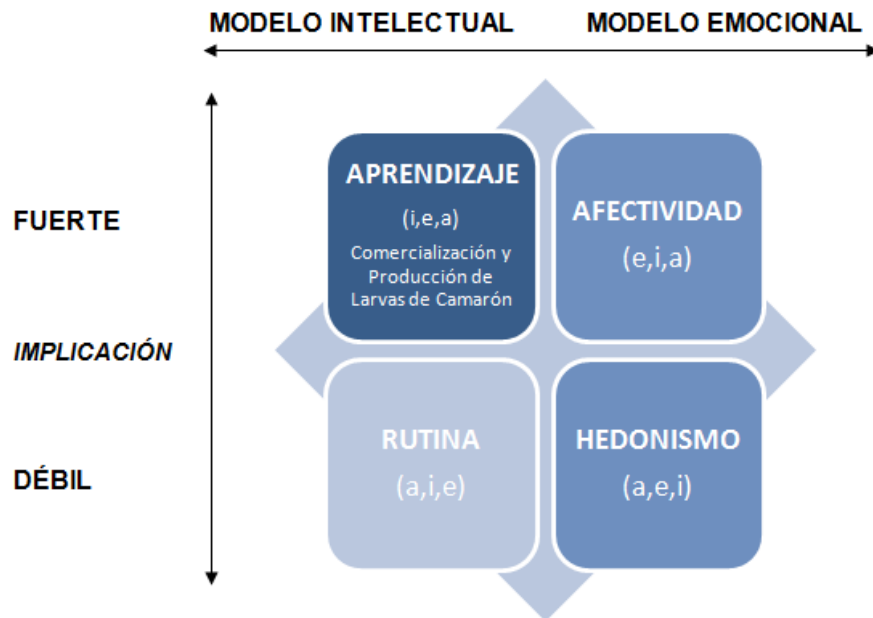 MODELO INTELECTUAL MODELO EMOCIONAL
FUERTE
APRENDIZAJE
(i,e,a)
Comercialización y
Producción de
Larvas de Camarón
AFECTIVIDAD
(e,i,a)
IMPLICACIÓN
DÉBIL
RUTINA
(a,i,e)
HEDONISMO
(a,e,i)